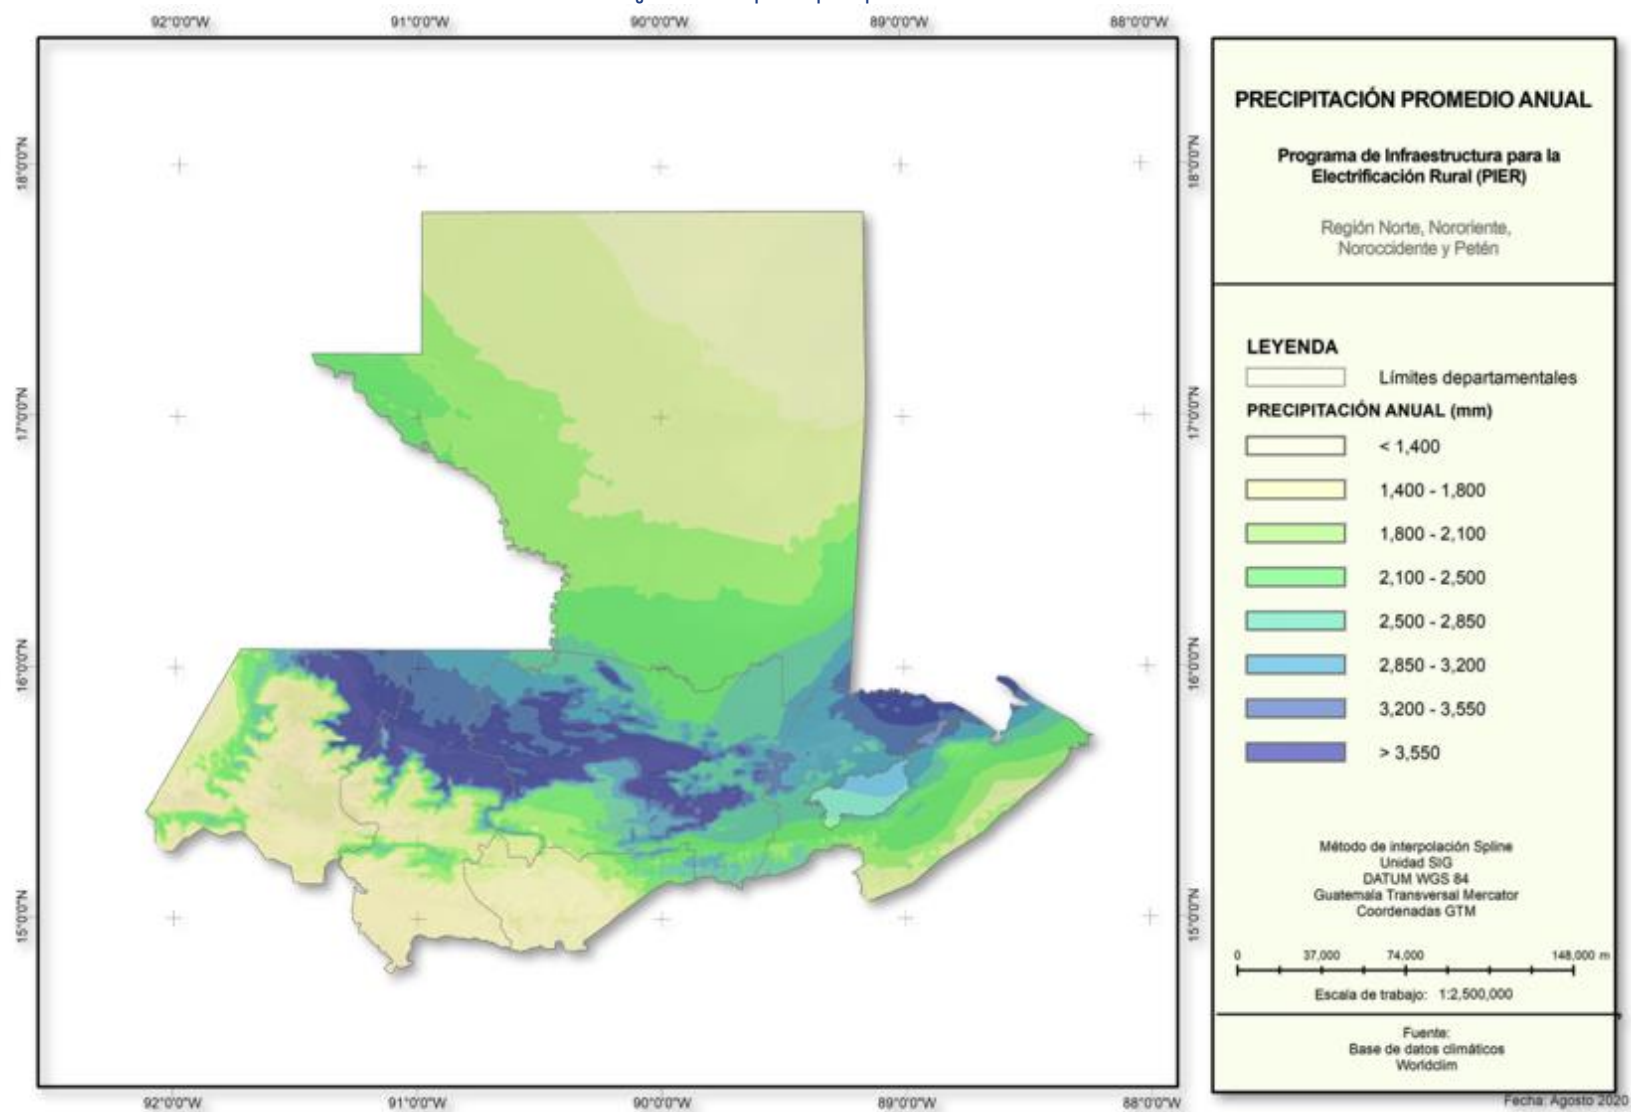 92°0'0"W 91°0'0"W 90°0'0"W 89°0'0"W 88°0'0"W
18°0'0"N 18°0'0"N
17°0'0"N 17°0'0"N
16°0'0"N 16°0'0"N
15°0'0"N 15°0'0"N
92°0'0"W 91°0'0"W 90°0'0"W 89°0'0"W 88°0'0"W
PRECIPITACIÓN PROMEDIO ANUAL
Programa de Infraestructura para la
Electrificación Rural (PIER)
Región Norte, Nororiente,
Noroccidente y Petén
LEYENDA
Límites departamentales
PRECIPITACIÓN ANUAL (mm)
< 1,400
1,400 - 1,800
1,800 - 2,100
2,100 - 2,500
2,500 - 2,850
2,850 - 3,200
3,200 - 3,550
> 3,550
Método de interpolación Spline
Unidad SIG
DATUM WGS 84
Guatemala Transversal Mercator
Coordenadas GTM
0 37,000 74,000 148,000 m
Escala de trabajo: 1:2,500,000
Fuente:
Base de datos climáticos
Worldclim
Fecha: Agosto 2020